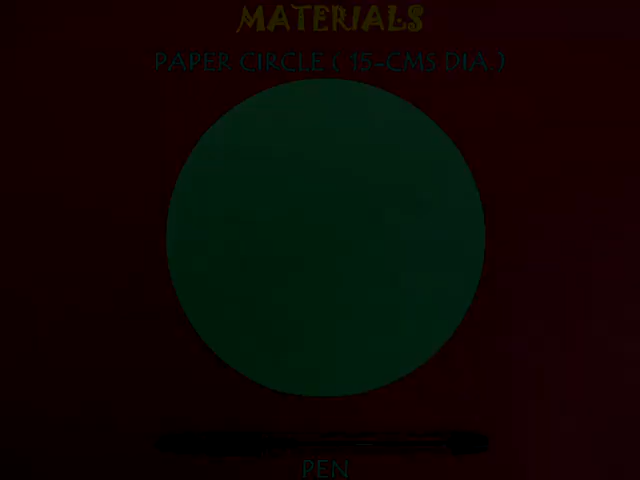 MATERIALS
PAPER CIRCLE ( 15-CMS DIA.)
PEN